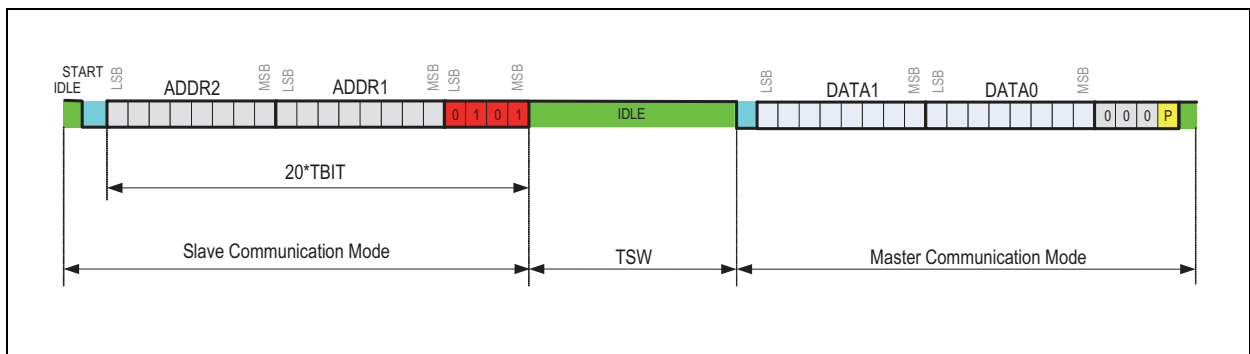 START
IDLE
LSB ADDR2 MSB LSB ADDR1 MSB LSB MSB
LSB DATA1 MSB LSB DATA0 MSB
0 1 0 1 IDLE 0 0 0 P
20*TBIT
Slave Communication Mode TSW Master Communication Mode